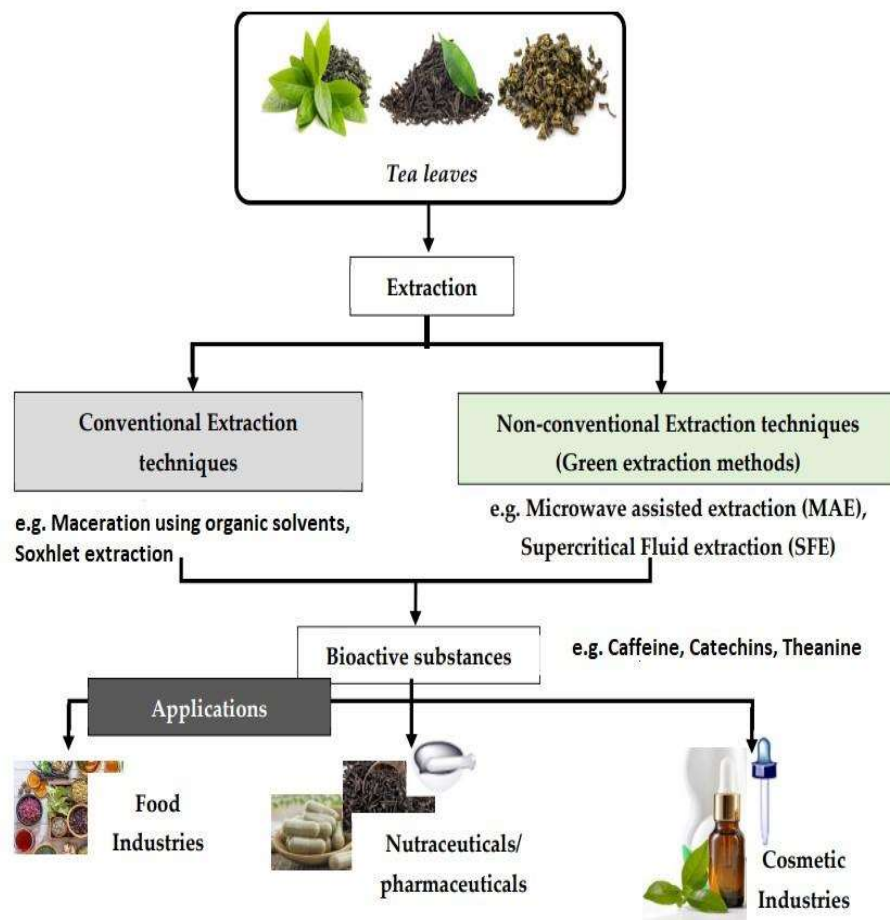 Tea leaves
Extraction
Conventional Extraction
techniques
Non-conventional Extraction techniques
(Green extraction methods)
e.g. Maceration using organic solvents,
Soxhlet extraction
e.g. Microwave assisted extraction (MAE),
Supercritical Fluid extraction (SFE)
Bioactive substances
e.g. Caffeine, Catechins, Theanine
Applications
Food
Industries
Nutraceuticals/
pharmaceuticals
Cosmetic
Industries